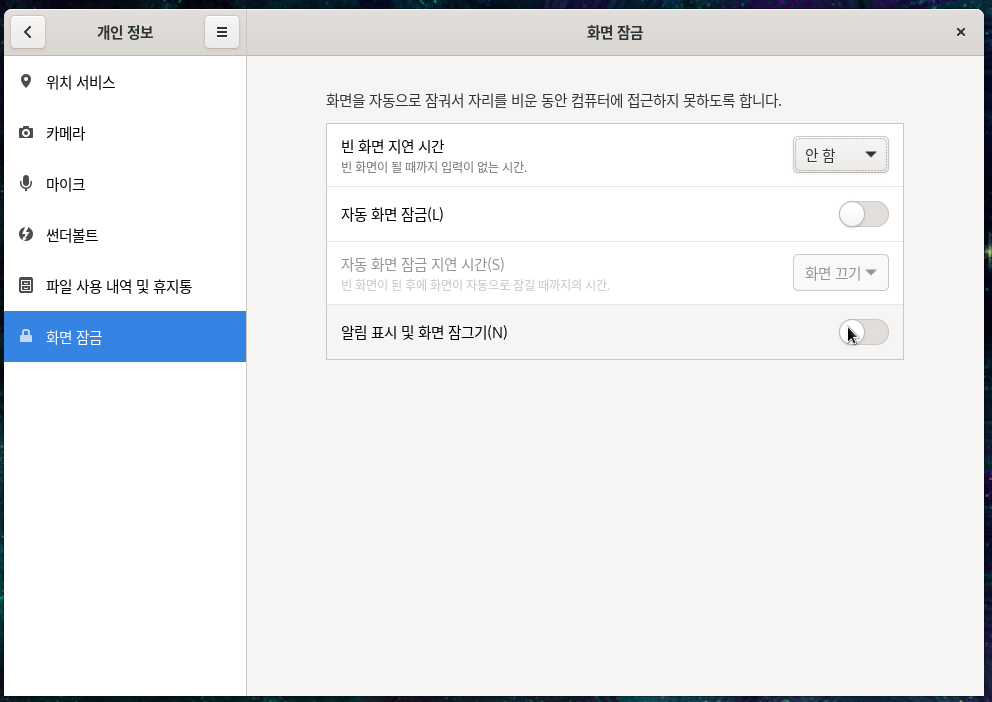 개인 정보
화면 잠금
위치 서비스
카메라
마이크
썬더볼트
파일 사용 내역 및 휴지통
화면 잠금
화면을 자동으로 잠궈서 자리를 비운 동안 컴퓨터에 접근하지 못하도록 합니다.
빈 화면 지연 시간
빈 화면이 될 때까지 입력이 없는 시간.
안 함
자동 화면 잠금(L)
자동 화면 잠금 지연 시간(S)
빈 화면이 된 후에 화면이 자동으로 잠길 때까지의 시간.
화면 끄기
알림 표시 및 화면 잠그기(N)